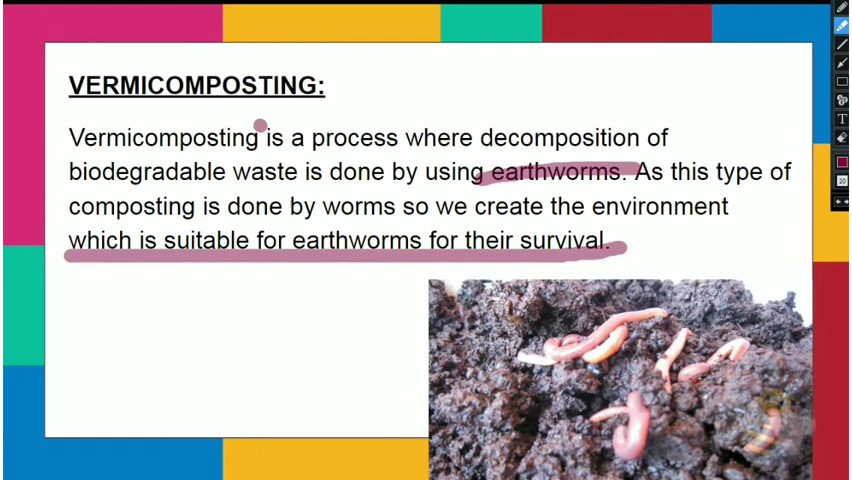 VERMICOMPOSTING:
Vermicomposting is a process where decomposition of
biodegradable waste is done by using earthworms. As this type of
composting is done by worms so we create the environment
which is suitable for earthworms for their survival.
T
20